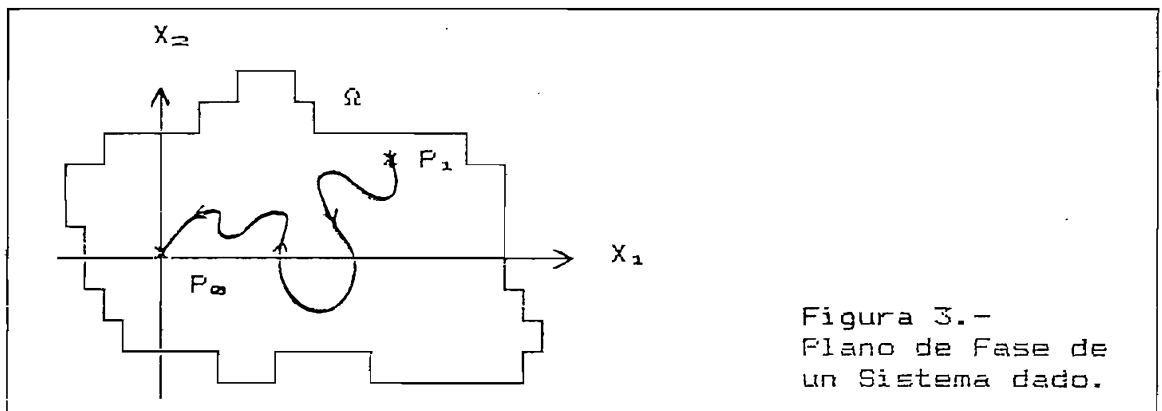 X₂
Ω
P₁
X₁
P∞
Figura 3.-
Plano de Fase de
un Sistema dado.